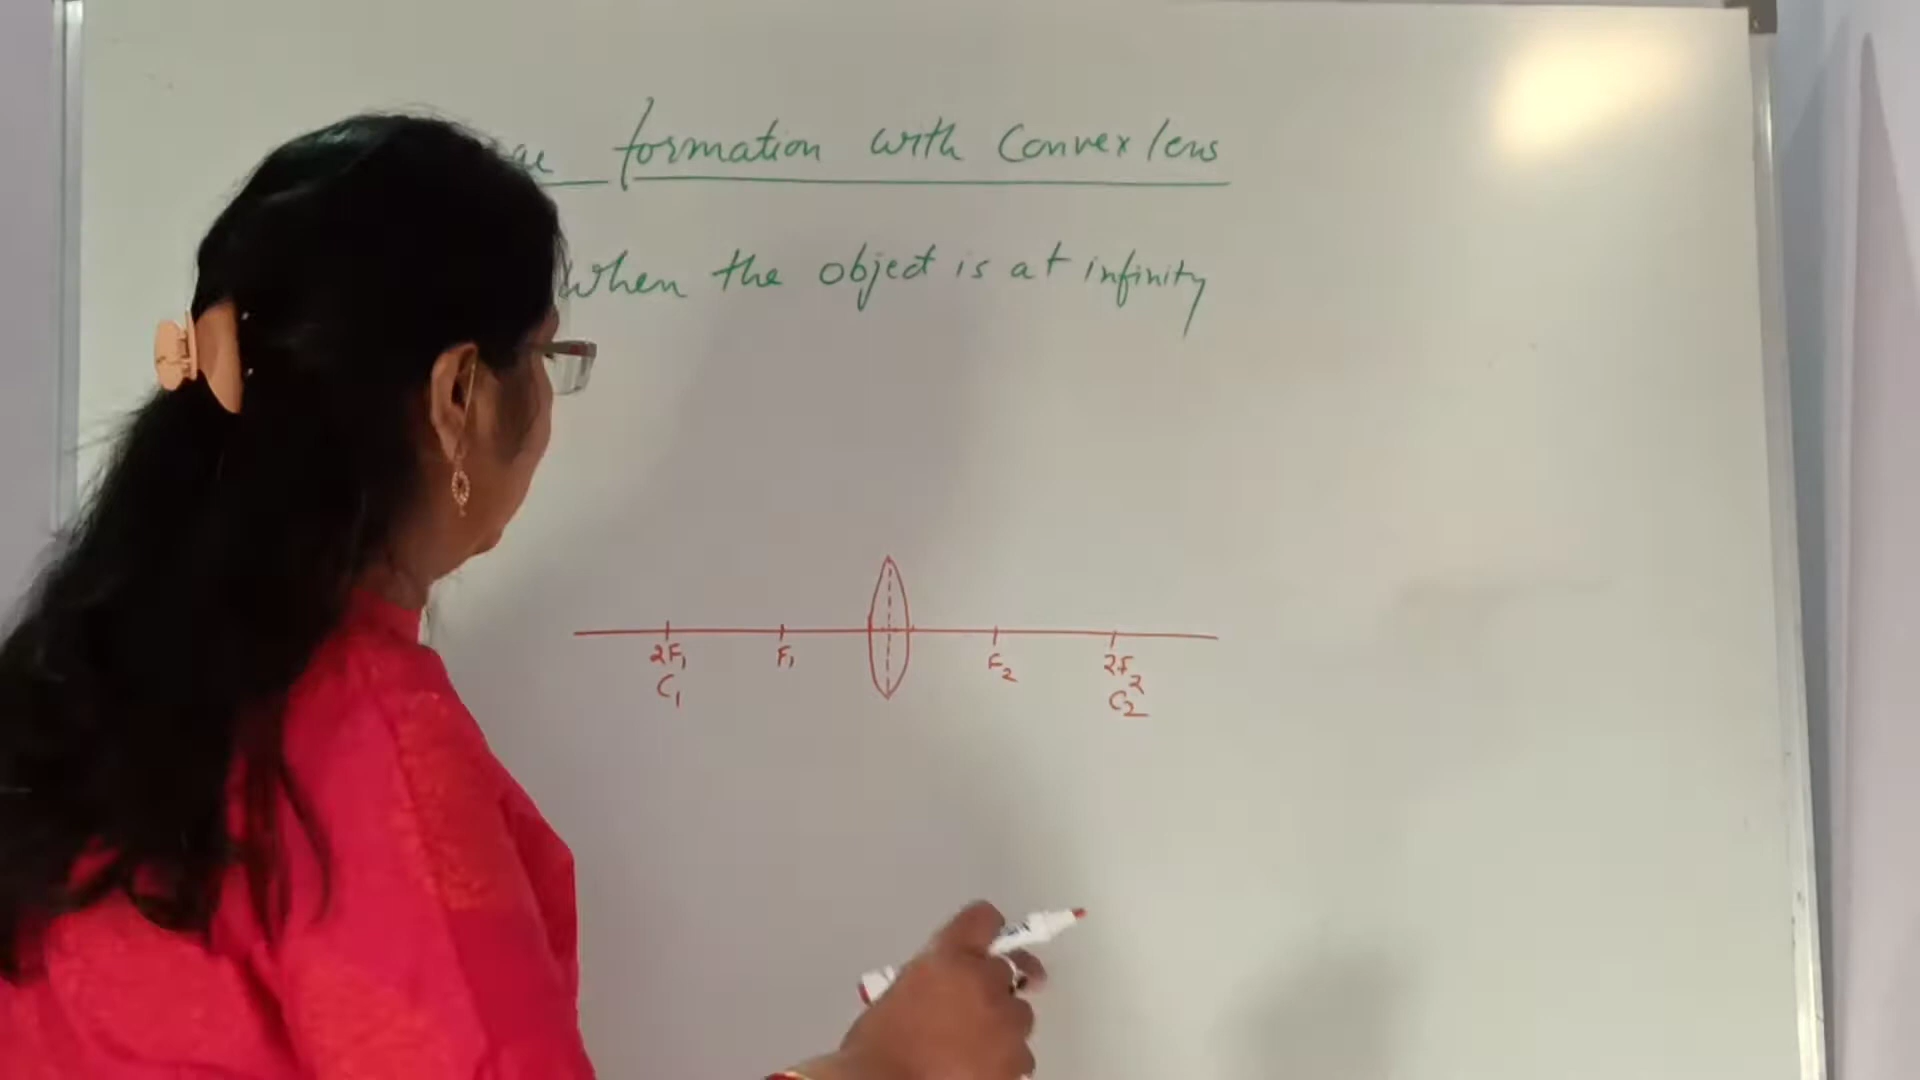 formation with Convex lens
When the object is at infinity
2F₁ F₁ F₂ 2F₂
C₁ C₂